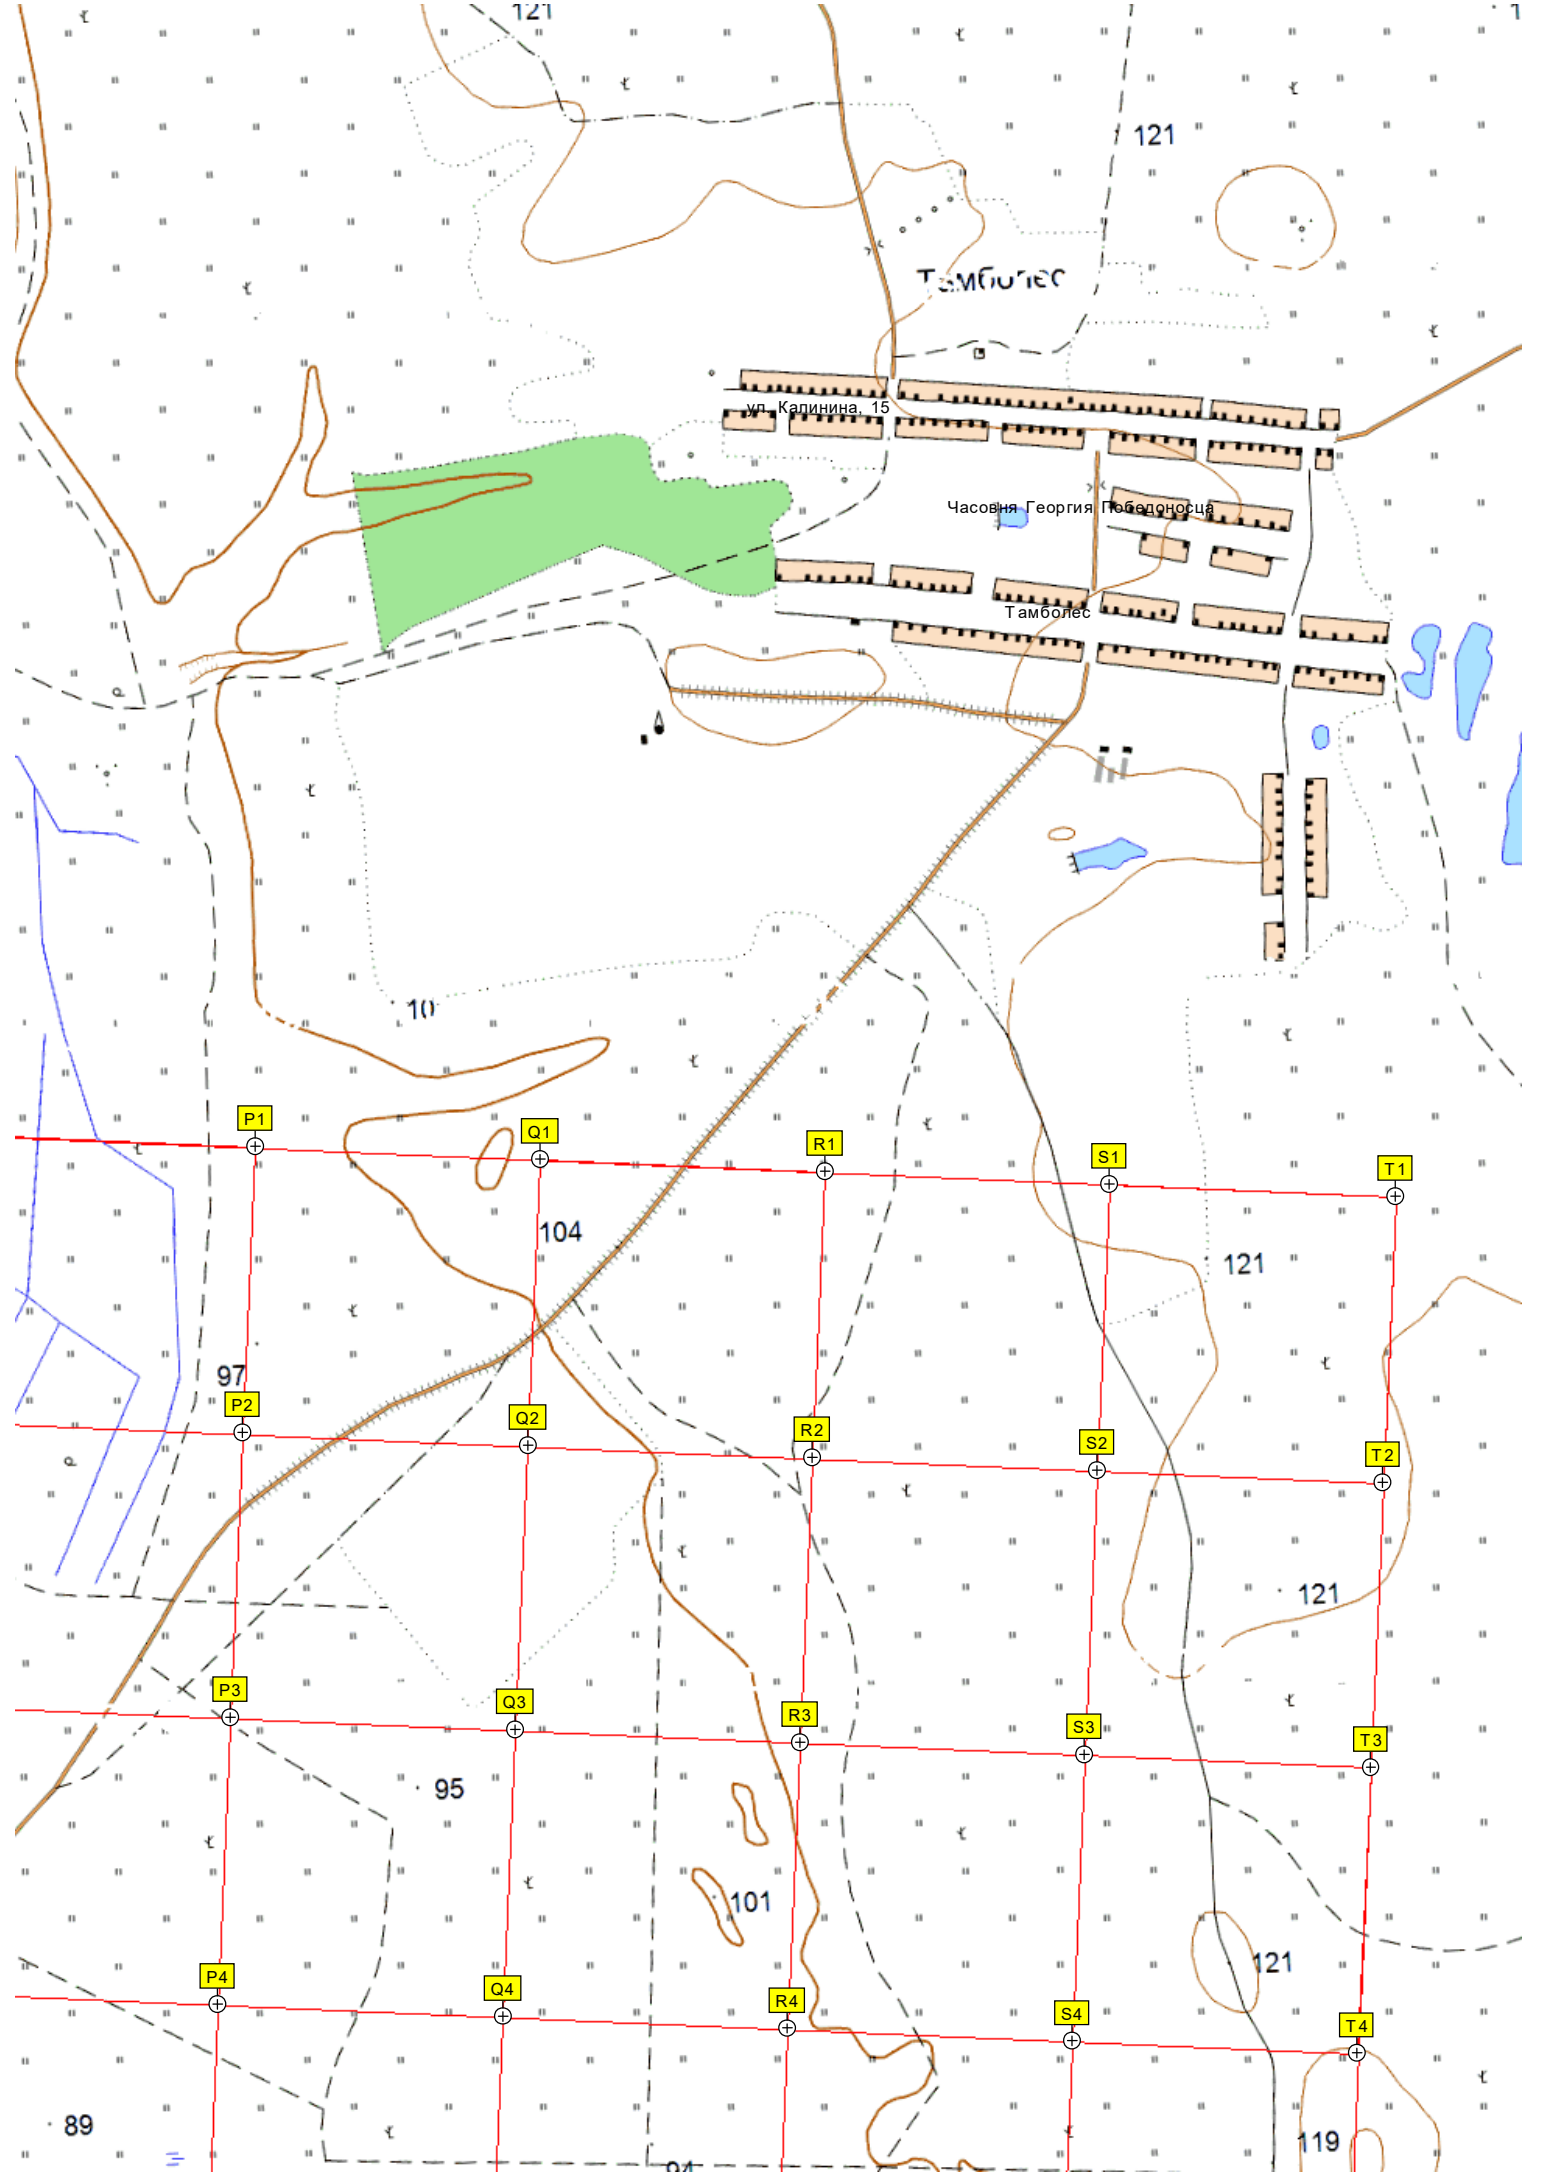 121
121
Тамболес
ул. Калинина, 15
Часовня Георгия Победоносца
Тамболес
10
P1
Q1
R1
S1
T1
104
121
97
P2
Q2
R2
S2
T2
121
P3
Q3
R3
S3
T3
95
101
121
P4
Q4
R4
S4
T4
89
119